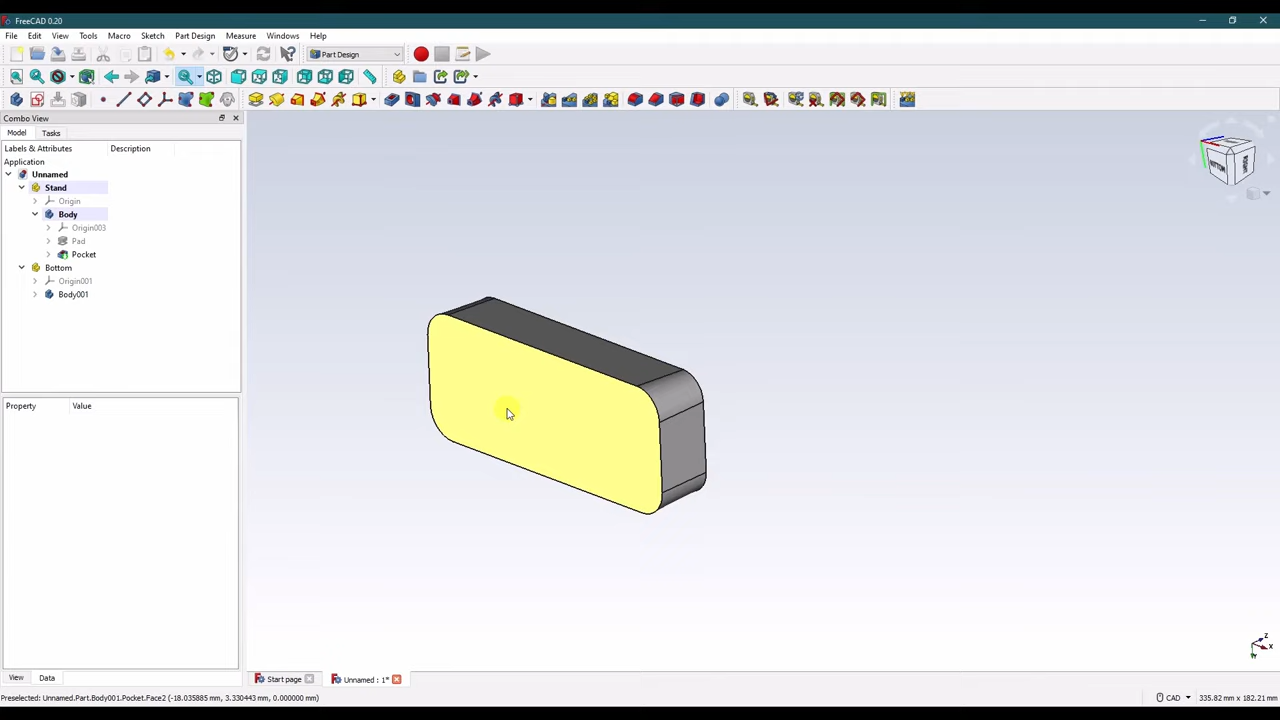 FreeCAD 0.20
File Edit View Tools Macro Sketch Part Design Measure Windows Help
Part Design
Combo View
Model Tasks
Labels & Attributes Description
Application
Unnamed
Stand
Origin
Body
Origin003
Pad
Pocket
Bottom
Origin001
Body001
Property Value
View Data
Start page Unnamed : 1*
Preselected: Unnamed.Part.Body001.Pocket.Face2 (-18.035885 mm, 3.330443 mm, 0.000000 mm) CAD 335.82 mm x 182.21 mm
BOTTOM
Z
X
Y